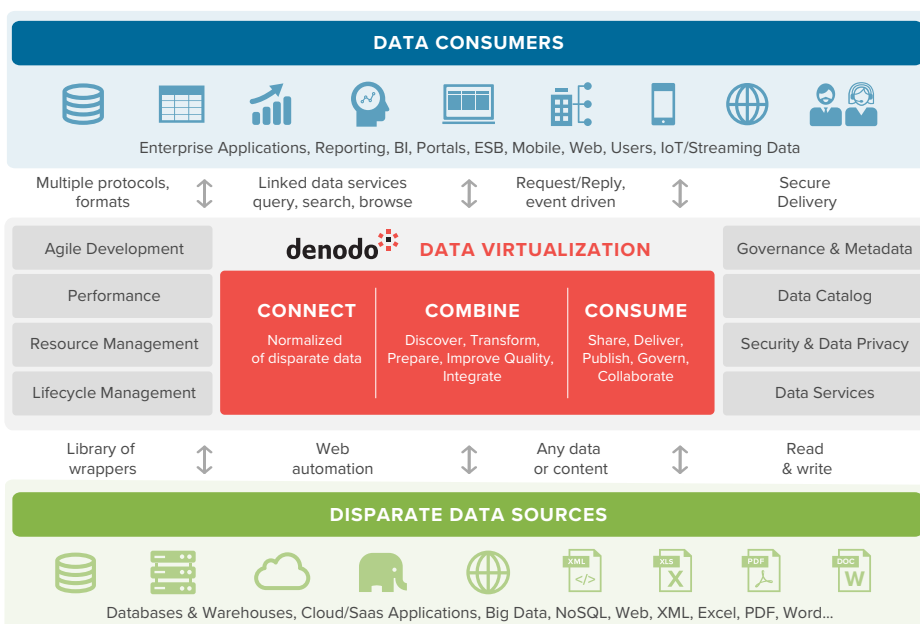 DATA CONSUMERS
Enterprise Applications, Reporting, BI, Portals, ESB, Mobile, Web, Users, IoT/Streaming Data
Multiple protocols,
formats
Linked data services
query, search, browse
Request/Reply,
event driven
Secure
Delivery
Agile Development
Performance
Resource Management
Lifecycle Management
denodo DATA VIRTUALIZATION
CONNECT
Normalized
of disparate data
COMBINE
Discover, Transform,
Prepare, Improve Quality,
Integrate
CONSUME
Share, Deliver,
Publish, Govern,
Collaborate
Governance & Metadata
Data Catalog
Security & Data Privacy
Data Services
Library of
wrappers
Web
automation
Any data
or content
Read
& write
DISPARATE DATA SOURCES
XML
</>
XLS
X
PDF
DOC
W
Databases & Warehouses, Cloud/Saas Applications, Big Data, NoSQL, Web, XML, Excel, PDF, Word...